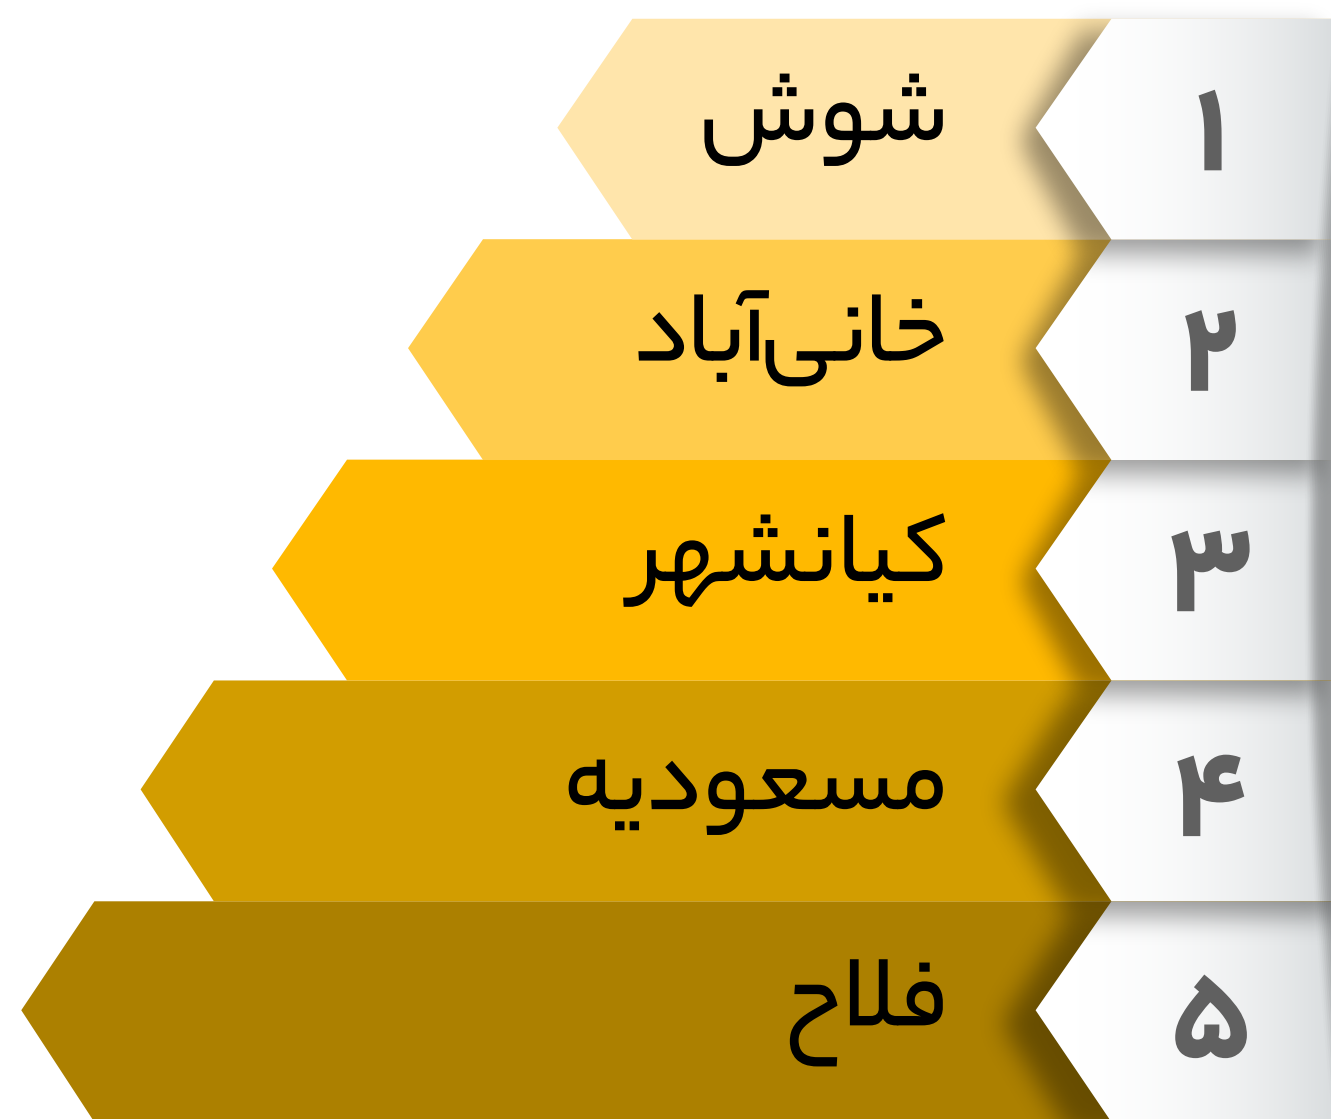 ۱ شوش
۲ خانی‌آباد
۳ کیانشهر
۴ مسعودیه
۵ فلاح